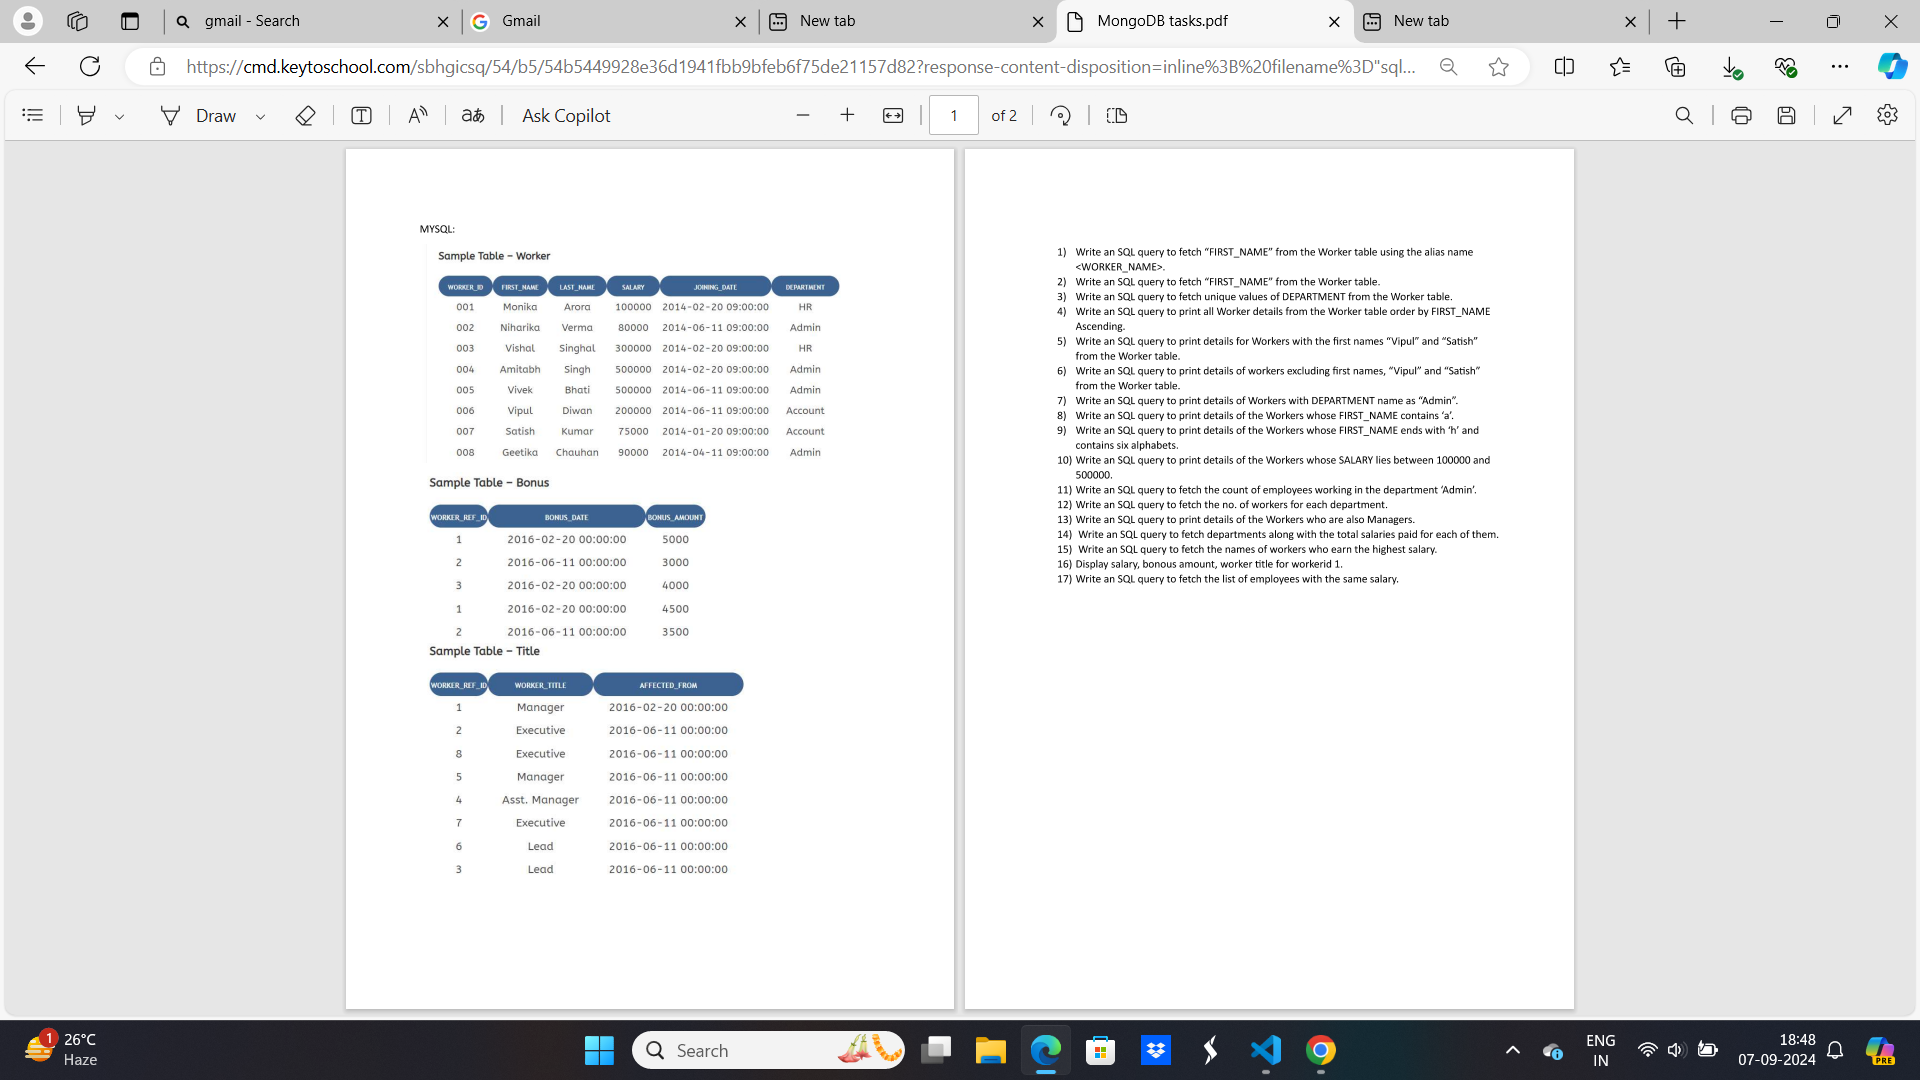 gmail - Search
Gmail
New tab
MongoDB tasks.pdf
New tab
https://cmd.keytoschool.com/sbhgicsq/54/b5/54b5449928e36d1941fbb9bfeb6f75de21157d82?response-content-disposition=inline%3B%20filename%3D"sql...
Draw
aあ
Ask Copilot
1 of 2
MYSQL:
Sample Table – Worker
WORKER_ID FIRST_NAME LAST_NAME SALARY JOINING_DATE DEPARTMENT
001 Monika Arora 100000 2014-02-20 09:00:00 HR
002 Niharika Verma 80000 2014-06-11 09:00:00 Admin
003 Vishal Singhal 300000 2014-02-20 09:00:00 HR
004 Amitabh Singh 500000 2014-02-20 09:00:00 Admin
005 Vivek Bhati 500000 2014-06-11 09:00:00 Admin
006 Vipul Diwan 200000 2014-06-11 09:00:00 Account
007 Satish Kumar 75000 2014-01-20 09:00:00 Account
008 Geetika Chauhan 90000 2014-04-11 09:00:00 Admin
Sample Table – Bonus
WORKER_REF_ID BONUS_DATE BONUS_AMOUNT
1 2016-02-20 00:00:00 5000
2 2016-06-11 00:00:00 3000
3 2016-02-20 00:00:00 4000
1 2016-02-20 00:00:00 4500
2 2016-06-11 00:00:00 3500
Sample Table – Title
WORKER_REF_ID WORKER_TITLE AFFECTED_FROM
1 Manager 2016-02-20 00:00:00
2 Executive 2016-06-11 00:00:00
8 Executive 2016-06-11 00:00:00
5 Manager 2016-06-11 00:00:00
4 Asst. Manager 2016-06-11 00:00:00
7 Executive 2016-06-11 00:00:00
6 Lead 2016-06-11 00:00:00
3 Lead 2016-06-11 00:00:00
1) Write an SQL query to fetch “FIRST_NAME” from the Worker table using the alias name
<WORKER_NAME>.
2) Write an SQL query to fetch “FIRST_NAME” from the Worker table.
3) Write an SQL query to fetch unique values of DEPARTMENT from the Worker table.
4) Write an SQL query to print all Worker details from the Worker table order by FIRST_NAME
Ascending.
5) Write an SQL query to print details for Workers with the first names “Vipul” and “Satish”
from the Worker table.
6) Write an SQL query to print details of workers excluding first names, “Vipul” and “Satish”
from the Worker table.
7) Write an SQL query to print details of Workers with DEPARTMENT name as “Admin”.
8) Write an SQL query to print details of the Workers whose FIRST_NAME contains ‘a’.
9) Write an SQL query to print details of the Workers whose FIRST_NAME ends with ‘h’ and
contains six alphabets.
10) Write an SQL query to print details of the Workers whose SALARY lies between 100000 and
500000.
11) Write an SQL query to fetch the count of employees working in the department ‘Admin’.
12) Write an SQL query to fetch the no. of workers for each department.
13) Write an SQL query to print details of the Workers who are also Managers.
14) Write an SQL query to fetch departments along with the total salaries paid for each of them.
15) Write an SQL query to fetch the names of workers who earn the highest salary.
16) Display salary, bonous amount, worker title for workerid 1.
17) Write an SQL query to fetch the list of employees with the same salary.
1
26°C
Haze
Search
ENG
IN
18:48
07-09-2024
PRE